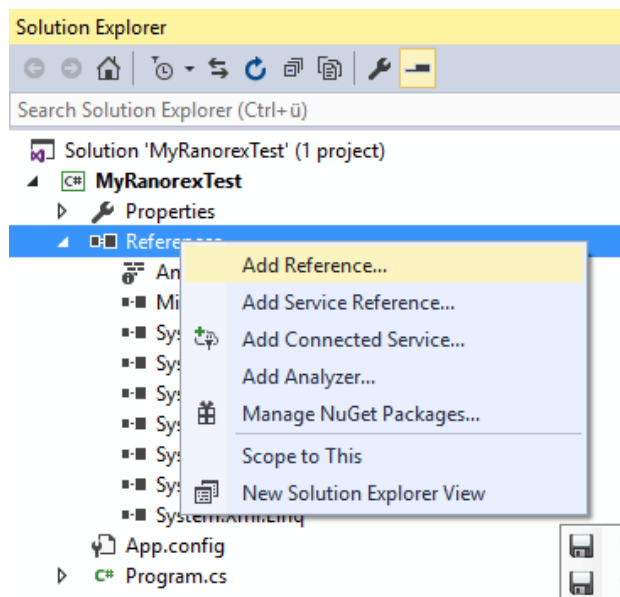 Solution Explorer
Search Solution Explorer (Ctrl+ü)
Solution 'MyRanorexTest' (1 project)
C# MyRanorexTest
Properties
References
Add Reference...
Add Service Reference...
Add Connected Service...
Add Analyzer...
Manage NuGet Packages...
Scope to This
New Solution Explorer View
System.Xml.Linq
App.config
C# Program.cs